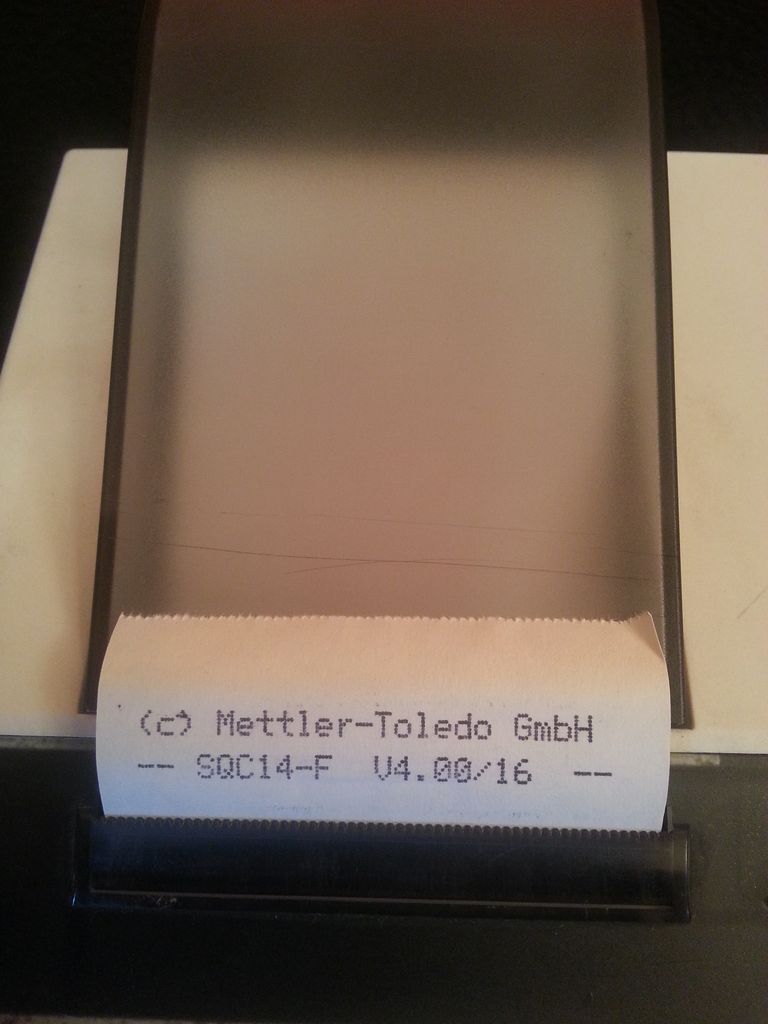 (c) Mettler-Toledo GmbH
-- SQC14-F V4.00/16 --